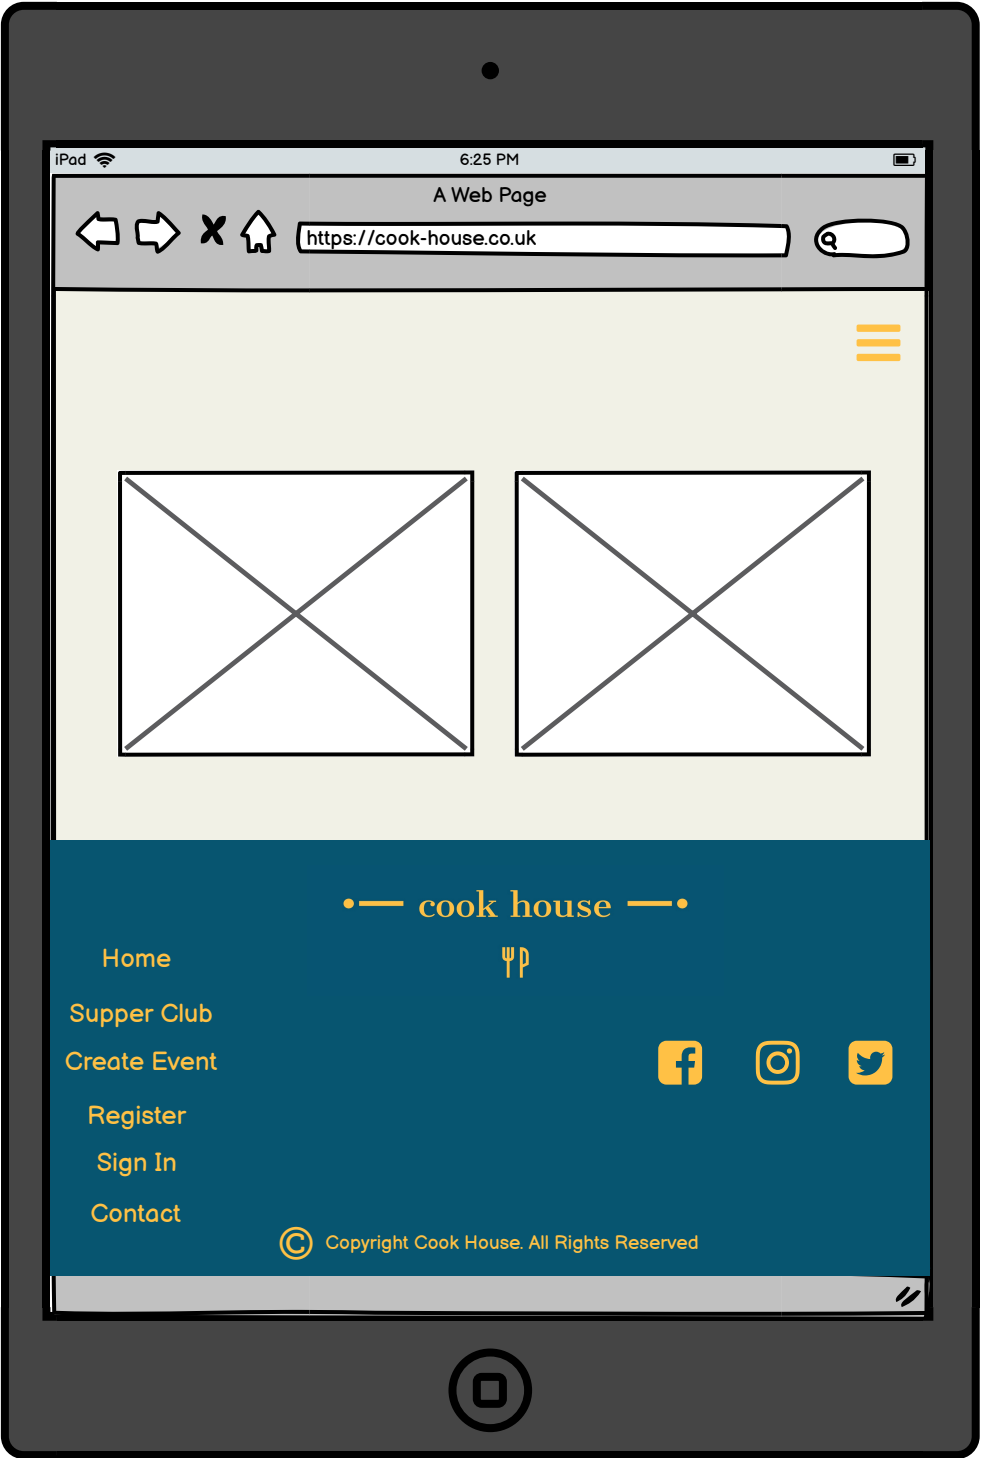 iPad
6:25 PM
A Web Page
https://cook-house.co.uk
cook house
Home
Supper Club
Create Event
Register
Sign In
Contact
© Copyright Cook House. All Rights Reserved